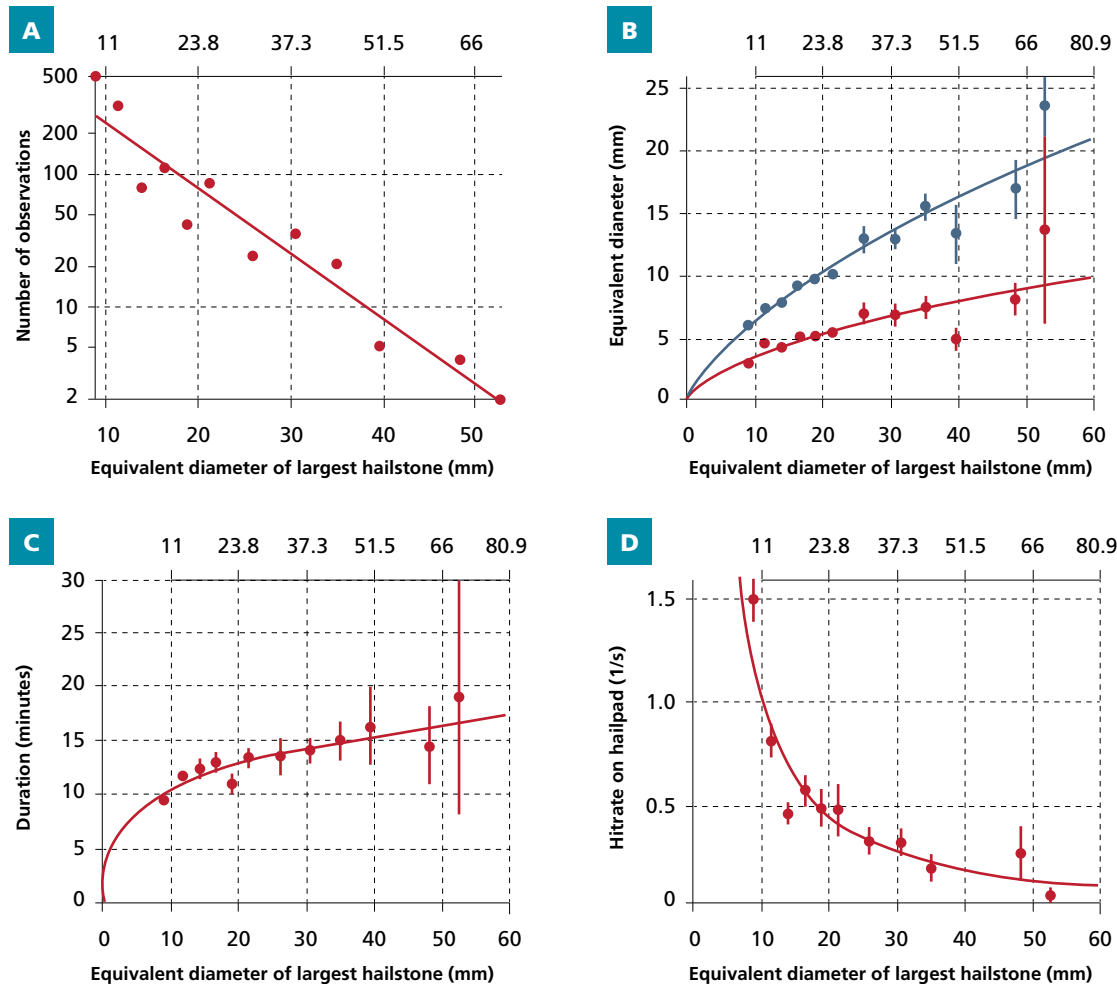 A
11 23.8 37.3 51.5 66
500
200
100
50
20
10
5
2
Number of observations
10 20 30 40 50
Equivalent diameter of largest hailstone (mm)
B
11 23.8 37.3 51.5 66 80.9
25
20
15
10
5
0
Equivalent dianeter (mm)
0 10 20 30 40 50 60
Equivalent diameter of largest hailstone (mm)
C
11 23.8 37.3 51.5 66 80.9
30
25
20
15
10
5
0
Duration (minutes)
0 10 20 30 40 50 60
Equivalent diameter of largest hailstone (mm)
D
11 23.8 37.3 51.5 66 80.9
1.5
1.0
0.5
0
Hitrate on hailpad (1/s)
0 10 20 30 40 50 60
Equivalent diameter of largest hailstone (mm)